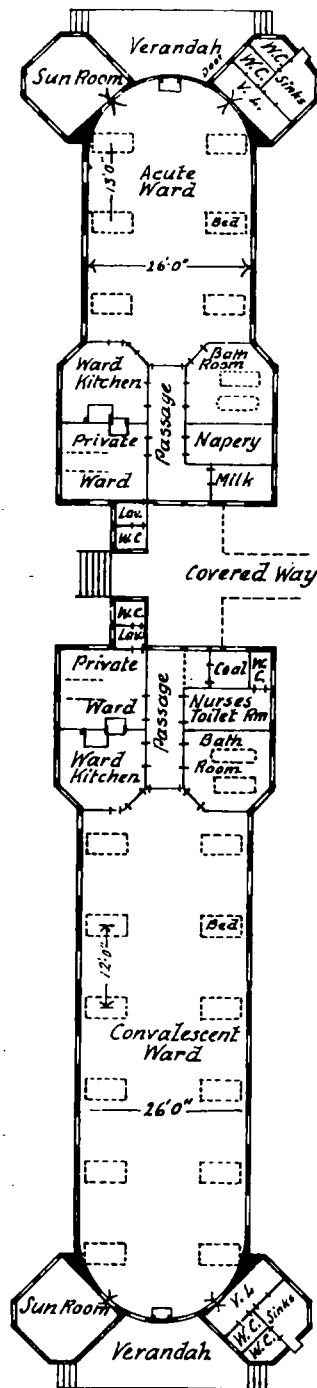 Verandah
Sun Room
Door
W.C.
W.C.
Sinks
V. L.
Acute
Ward
13'0"
Bed
26'0"
Ward
Kitchen
Bath
Room
Passage
Private
Ward
Napery
Milk
Lav.
W.C
Covered Way
W.C.
Lav.
Private
Ward
Passage
Coal
W.
C.
Nurses
Toilet Rm
Ward
Kitchen
Bath
Room
Bed
12'0"
Convalescent
Ward
26'0"
Sun Room
V. L
W.C.
Sinks
W.C.
Verandah